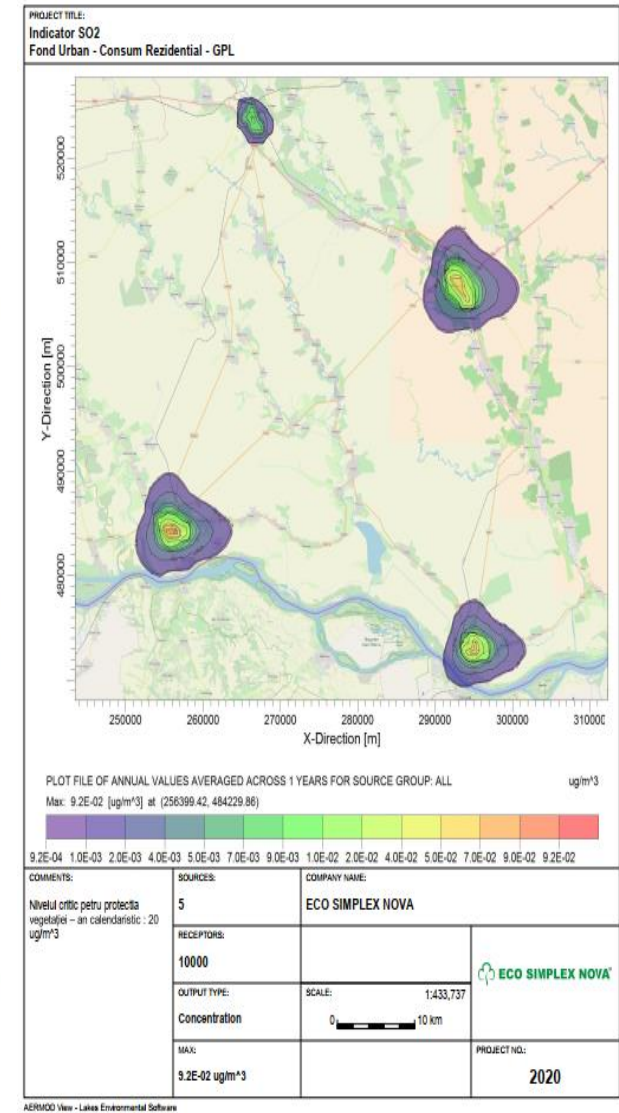 PROJECT TITLE:
Indicator SO2
Fond Urban - Consum Rezidential - GPL
Y-Direction [m]
520000
510000
500000
490000
480000
250000 260000 270000 280000 290000 300000 310000
X-Direction [m]
PLOT FILE OF ANNUAL VALUES AVERAGED ACROSS 1 YEARS FOR SOURCE GROUP: ALL ug/m^3
Max: 9.2E-02 [ug/m^3] at (256399.42, 484229.86)
9.2E-04 1.0E-03 2.0E-03 4.0E-03 5.0E-03 7.0E-03 9.0E-03 1.0E-02 2.0E-02 4.0E-02 5.0E-02 7.0E-02 9.0E-02 9.2E-02
COMMENTS:
Nivelul critic petru protectia
vegetației – an calendaristic : 20
ug/m^3
SOURCES:
5
COMPANY NAME:
ECO SIMPLEX NOVA
RECEPTORS:
10000
OUTPUT TYPE:
Concentration
SCALE: 1:433,737
0 10 km
ECO SIMPLEX NOVA
MAX:
9.2E-02 ug/m^3
PROJECT NO.:
2020
AERMOD View - Lakes Environmental Software